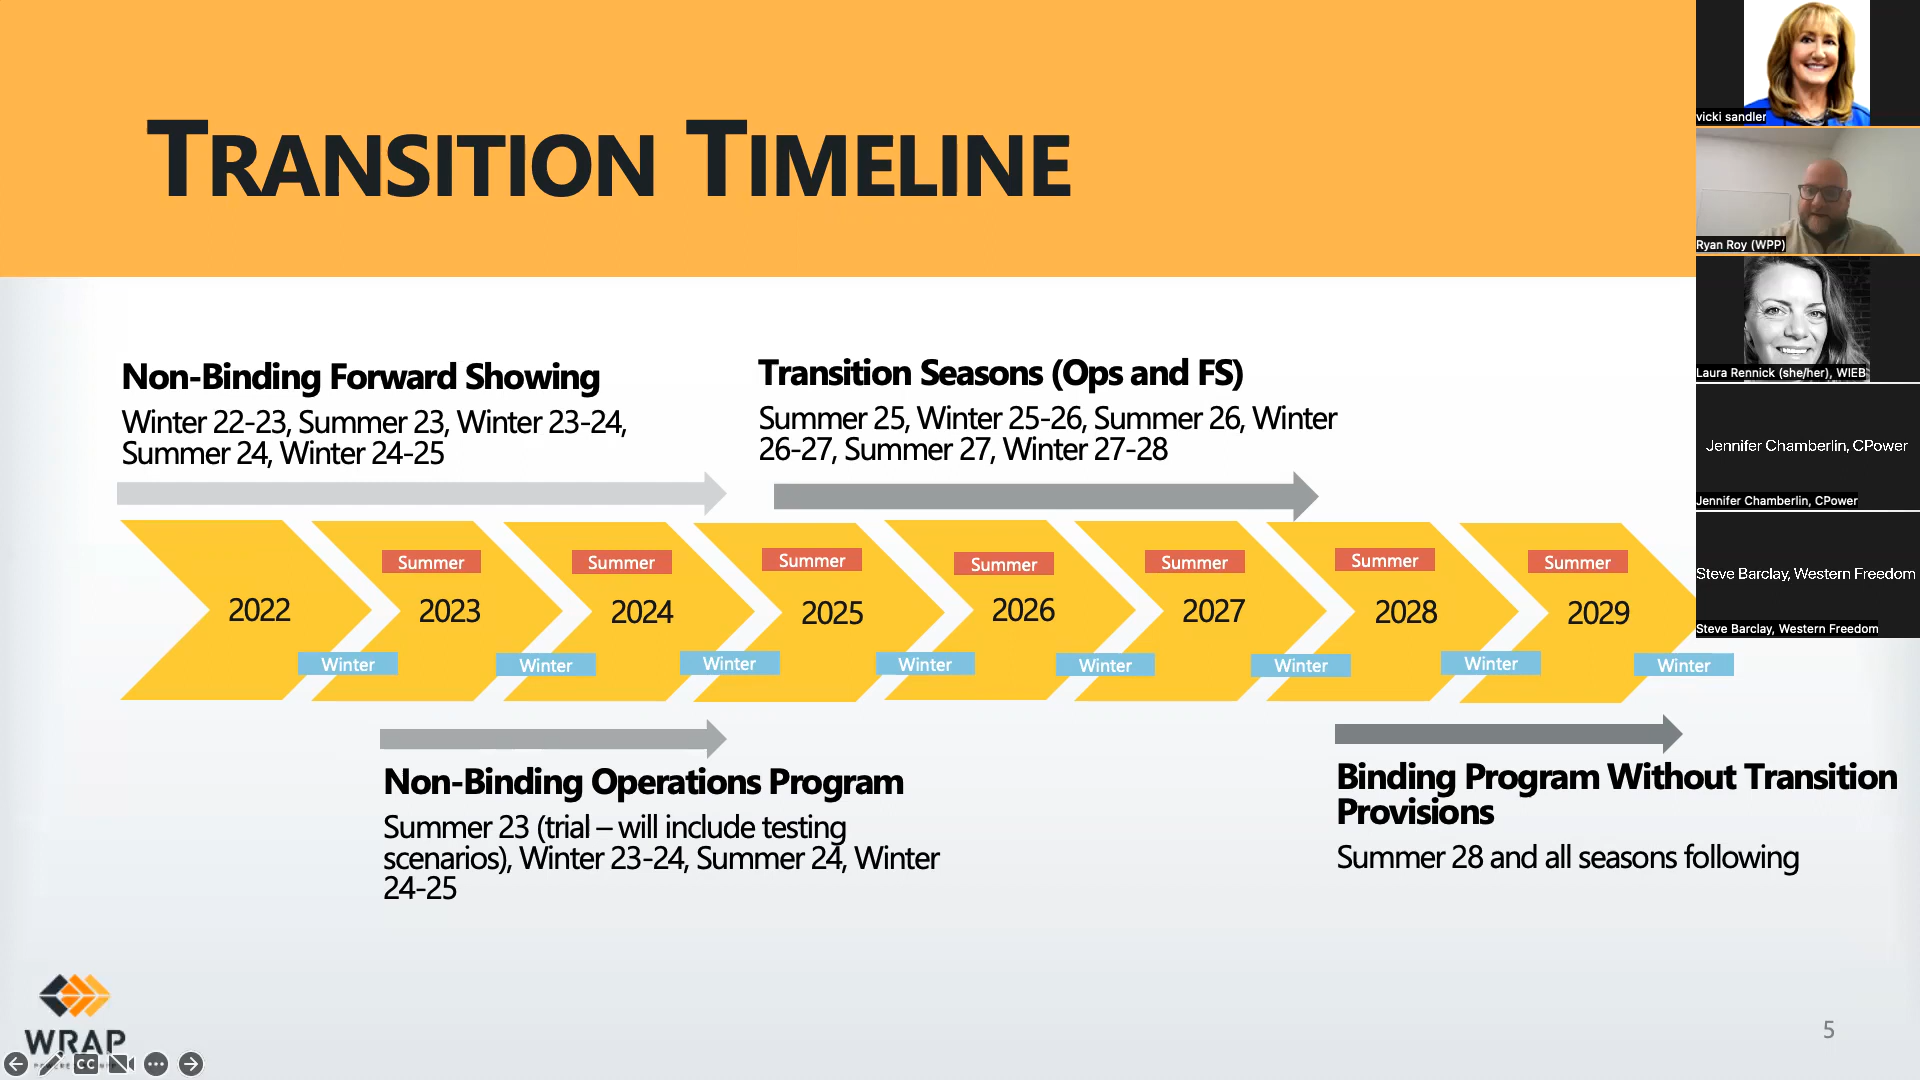 TRANSITION TIMELINE
Non-Binding Forward Showing
Winter 22-23, Summer 23, Winter 23-24,
Summer 24, Winter 24-25
Transition Seasons (Ops and FS)
Summer 25, Winter 25-26, Summer 26, Winter
26-27, Summer 27, Winter 27-28
Summer
Summer
Summer
Summer
Summer
Summer
Summer
2022
2023
2024
2025
2026
2027
2028
2029
Winter
Winter
Winter
Winter
Winter
Winter
Winter
Winter
Non-Binding Operations Program
Summer 23 (trial – will include testing
scenarios), Winter 23-24, Summer 24, Winter
24-25
Binding Program Without Transition
Provisions
Summer 28 and all seasons following
WRAP
CC
5
vicki sandler
Ryan Roy (WPP)
Laura Rennick (she/her), WIEB
Jennifer Chamberlin, CPower
Jennifer Chamberlin, CPower
Steve Barclay, Western Freedom
Steve Barclay, Western Freedom